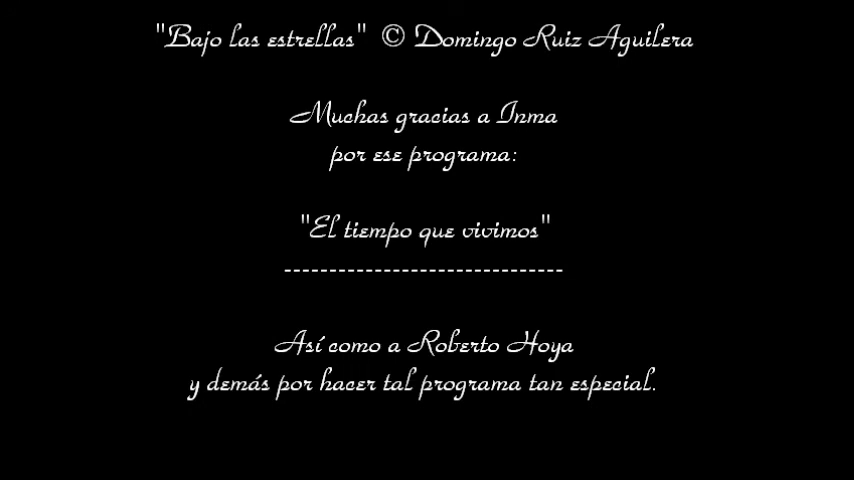 "Bajo las estrellas" © Domingo Ruiz Aguilera
Muchas gracias a Inma
por ese programa:
"El tiempo que vivimos"
-------------------------------
Así como a Roberto Hoya
y demás por hacer tal programa tan especial.